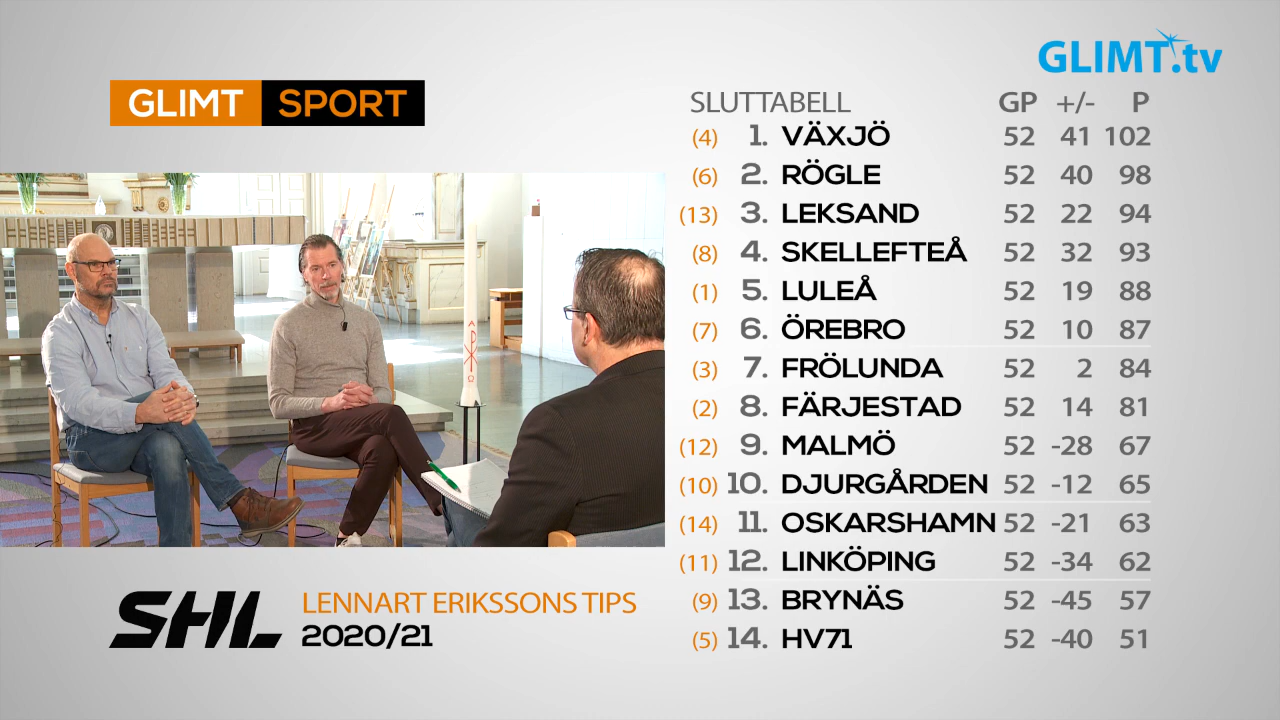 GLIMT.tv
GLIMT SPORT
SLUTTABELL GP +/- P
(4) 1. VÄXJÖ 52 41 102
(6) 2. RÖGLE 52 40 98
(13) 3. LEKSAND 52 22 94
(8) 4. SKELLEFTEÅ 52 32 93
(1) 5. LULEÅ 52 19 88
(7) 6. ÖREBRO 52 10 87
(3) 7. FRÖLUNDA 52 2 84
(2) 8. FÄRJESTAD 52 14 81
(12) 9. MALMÖ 52 -28 67
(10) 10. DJURGÅRDEN 52 -12 65
(14) 11. OSKARSHAMN 52 -21 63
(11) 12. LINKÖPING 52 -34 62
(9) 13. BRYNÄS 52 -45 57
(5) 14. HV71 52 -40 51
SHL
LENNART ERIKSSONS TIPS
2020/21